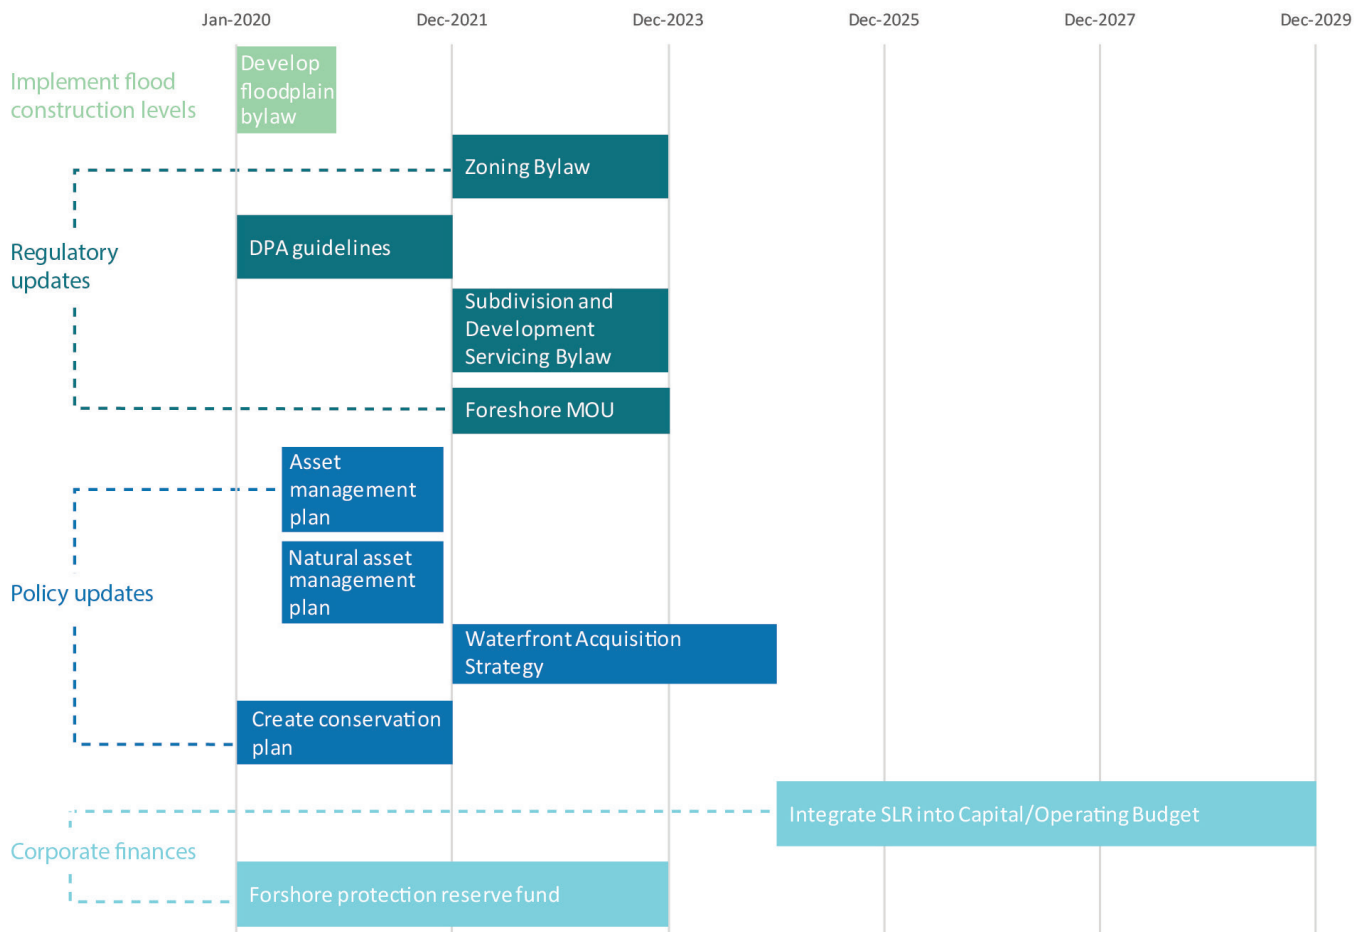 Jan-2020 Dec-2021 Dec-2023 Dec-2025 Dec-2027 Dec-2029
Implement flood
construction levels
Develop
floodplain
bylaw
Regulatory
updates
Zoning Bylaw
DPA guidelines
Subdivision and
Development
Servicing Bylaw
Foreshore MOU
Policy updates
Asset
management
plan
Natural asset
management
plan
Waterfront Acquisition
Strategy
Create conservation
plan
Corporate finances
Integrate SLR into Capital/Operating Budget
Forshore protection reserve fund